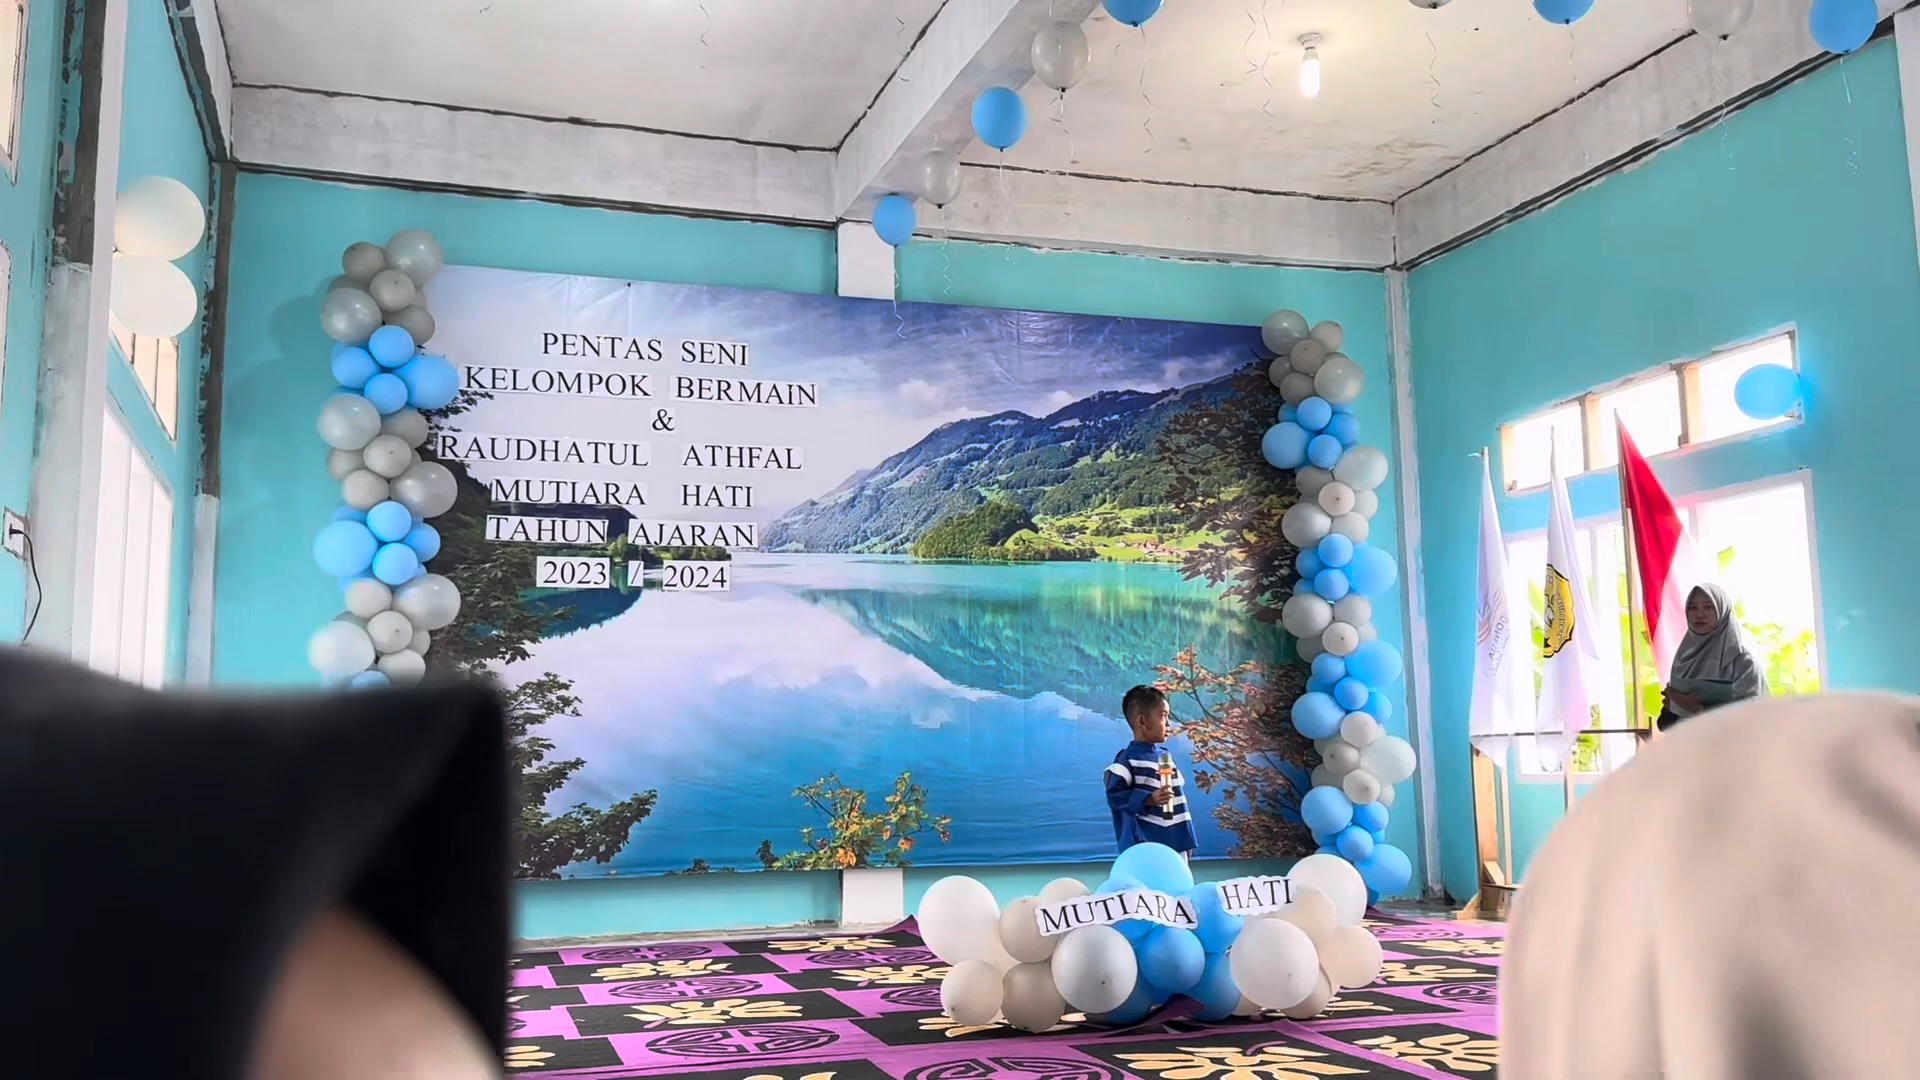 PENTAS SENI
KELOMPOK BERMAIN
&
RAUDHATUL ATHFAL
MUTIARA HATI
TAHUN AJARAN
2023 / 2024
MUTIARA HATI